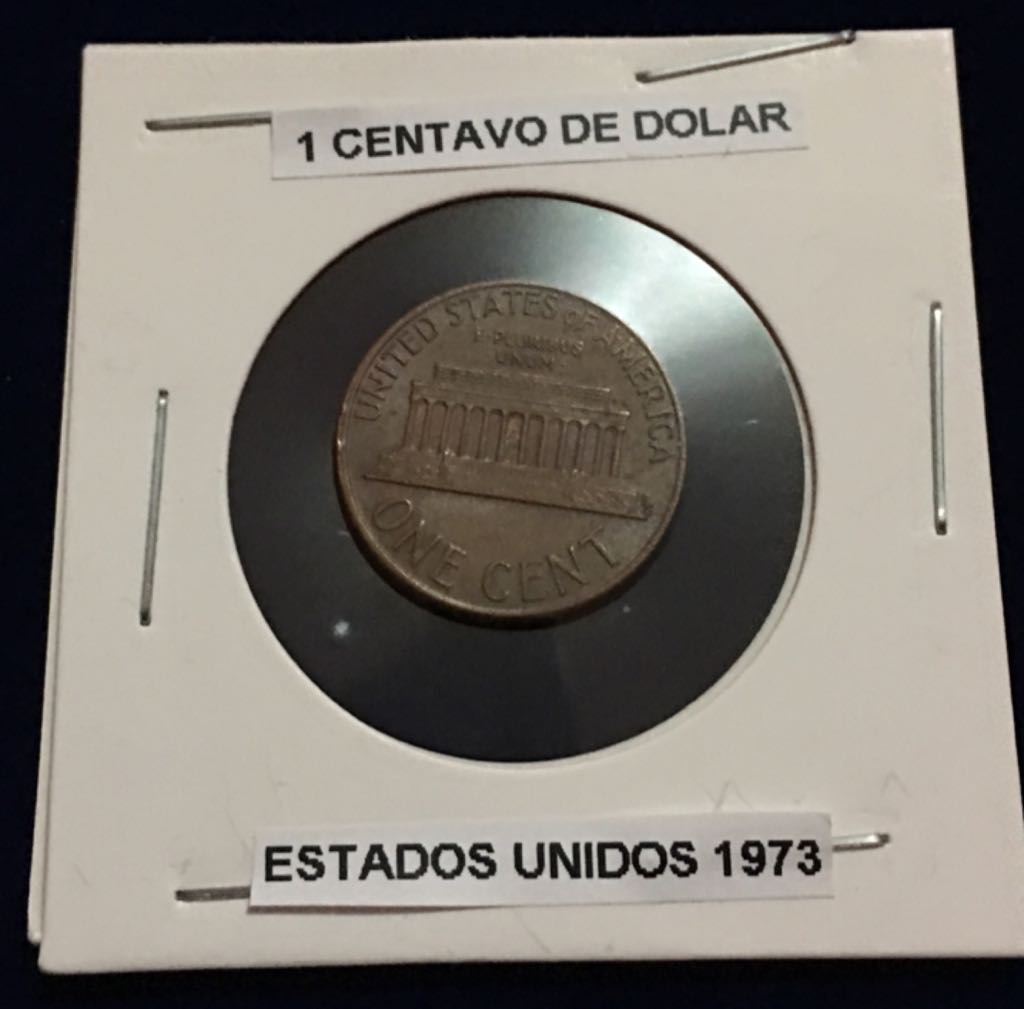 1 CENTAVO DE DOLAR
UNITED STATES OF AMERICA
E·PLURIBUS
UNUM
ONE CENT
ESTADOS UNIDOS 1973